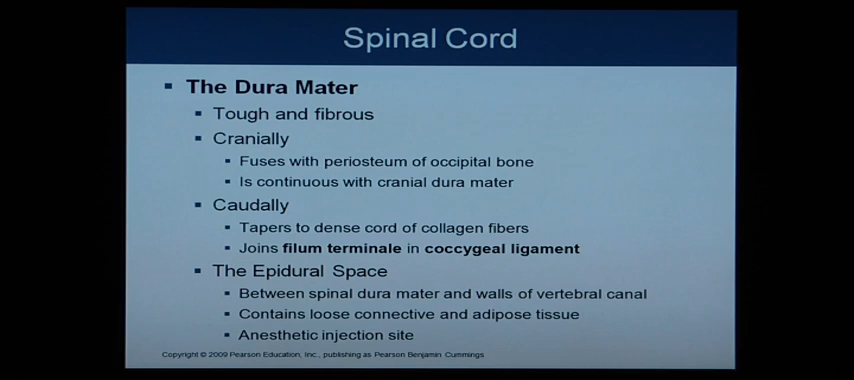 Spinal Cord
The Dura Mater
Tough and fibrous
Cranially
Fuses with periosteum of occipital bone
Is continuous with cranial dura mater
Caudally
Tapers to dense cord of collagen fibers
Joins filum terminale in coccygeal ligament
The Epidural Space
Between spinal dura mater and walls of vertebral canal
Contains loose connective and adipose tissue
Anesthetic injection site
Copyright © 2009 Pearson Education, Inc., publishing as Pearson Benjamin Cummings